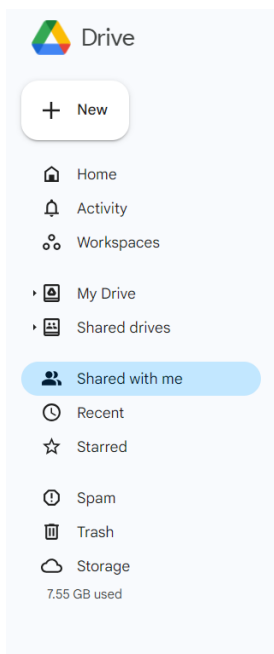 Drive
New
Home
Activity
Workspaces
My Drive
Shared drives
Shared with me
Recent
Starred
Spam
Trash
Storage
7.55 GB used